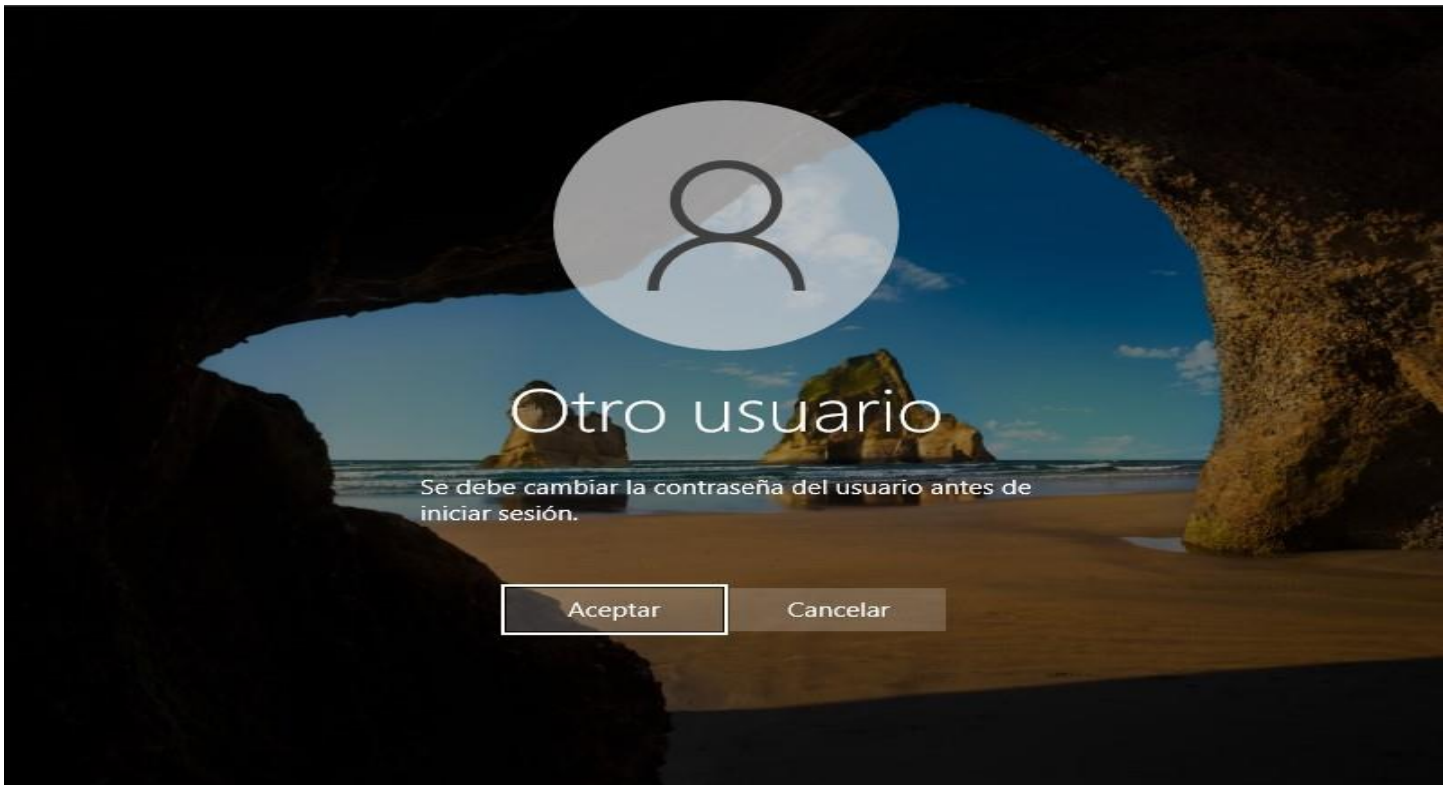 Otro usuario
Se debe cambiar la contraseña del usuario antes de
iniciar sesión.
Aceptar
Cancelar